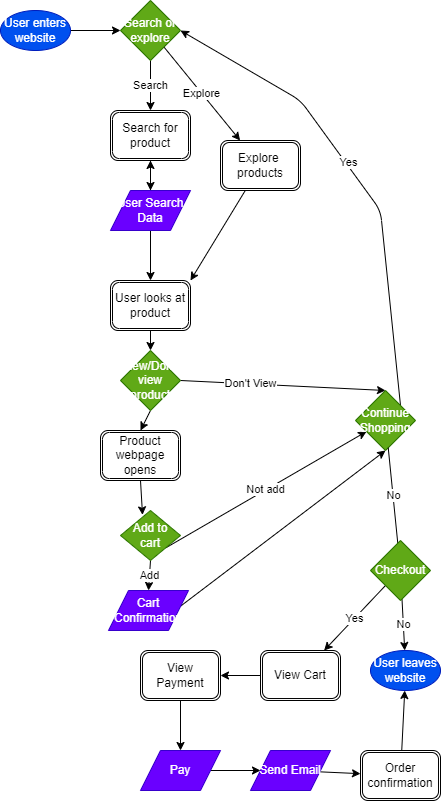 User enters
website
Search or
explore
Search
Explore
Search for
product
Explore
products
Yes
User Search
Data
User looks at
product
View/Don't
view
product
Don't View
Continue
Shopping
Product
webpage
opens
Not add
No
Add to
cart
Add
Checkout
Cart
Confirmation
Yes
No
View
Payment
View Cart
User leaves
website
Pay
Send Email
Order
confirmation